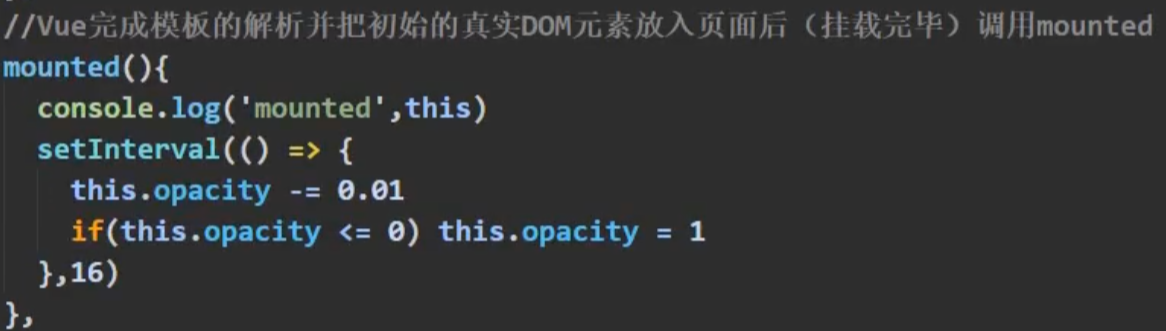 //Vue完成模板的解析并把初始的真实DOM元素放入页面后（挂载完毕）调用mounted
mounted(){
  console.log('mounted',this)
  setInterval(() => {
    this.opacity -= 0.01
    if(this.opacity <= 0) this.opacity = 1
  },16)
},